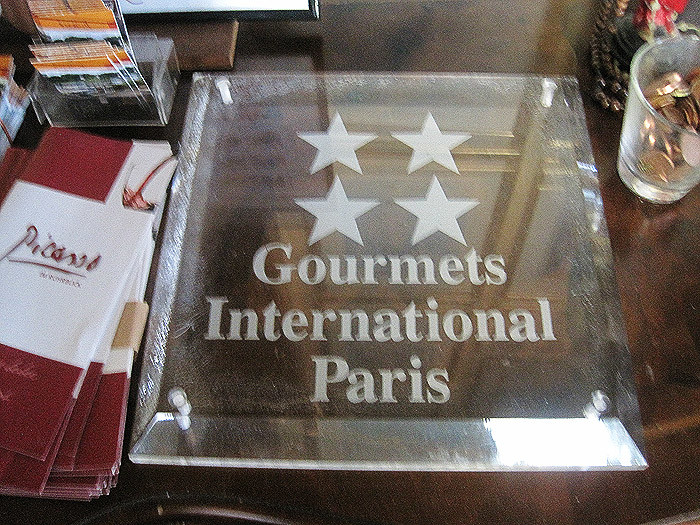 Gourmets
International
Paris
Picasso